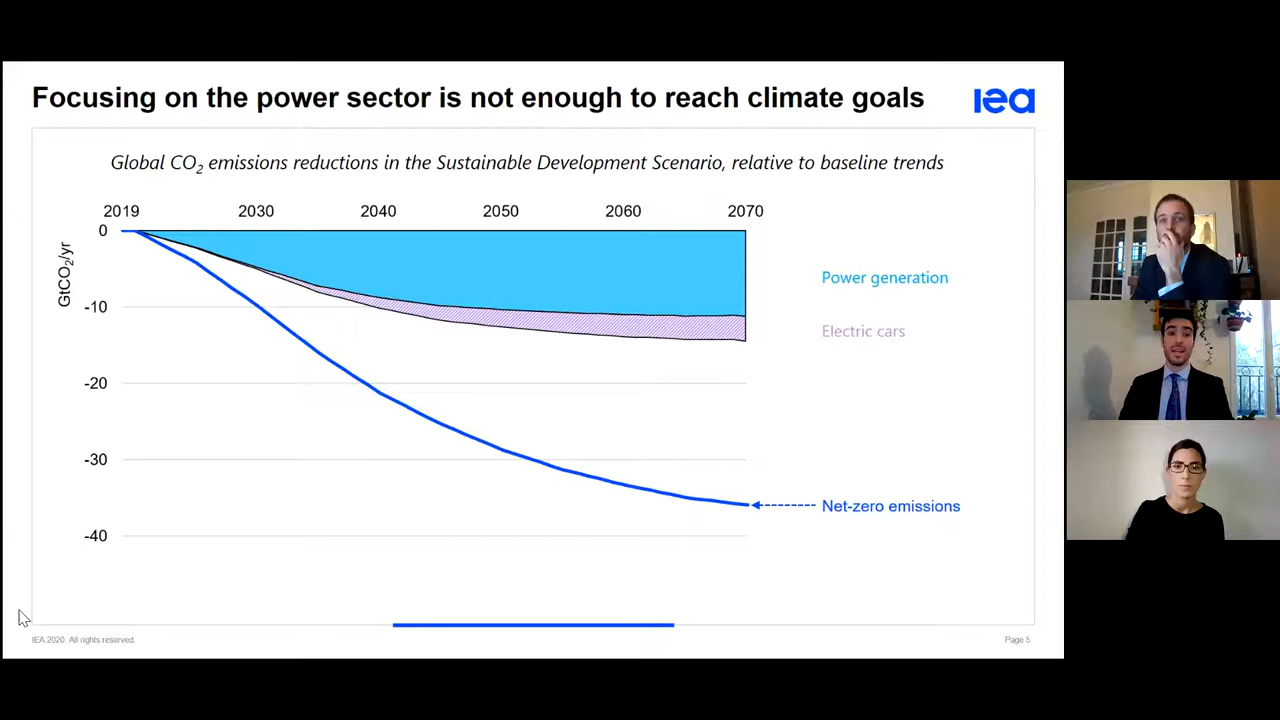 Focusing on the power sector is not enough to reach climate goals
iea
Global CO2 emissions reductions in the Sustainable Development Scenario, relative to baseline trends
2019 2030 2040 2050 2060 2070
GtCO2/yr
0
-10
-20
-30
-40
Power generation
Electric cars
Net-zero emissions
IEA 2020. All rights reserved.
Page 5